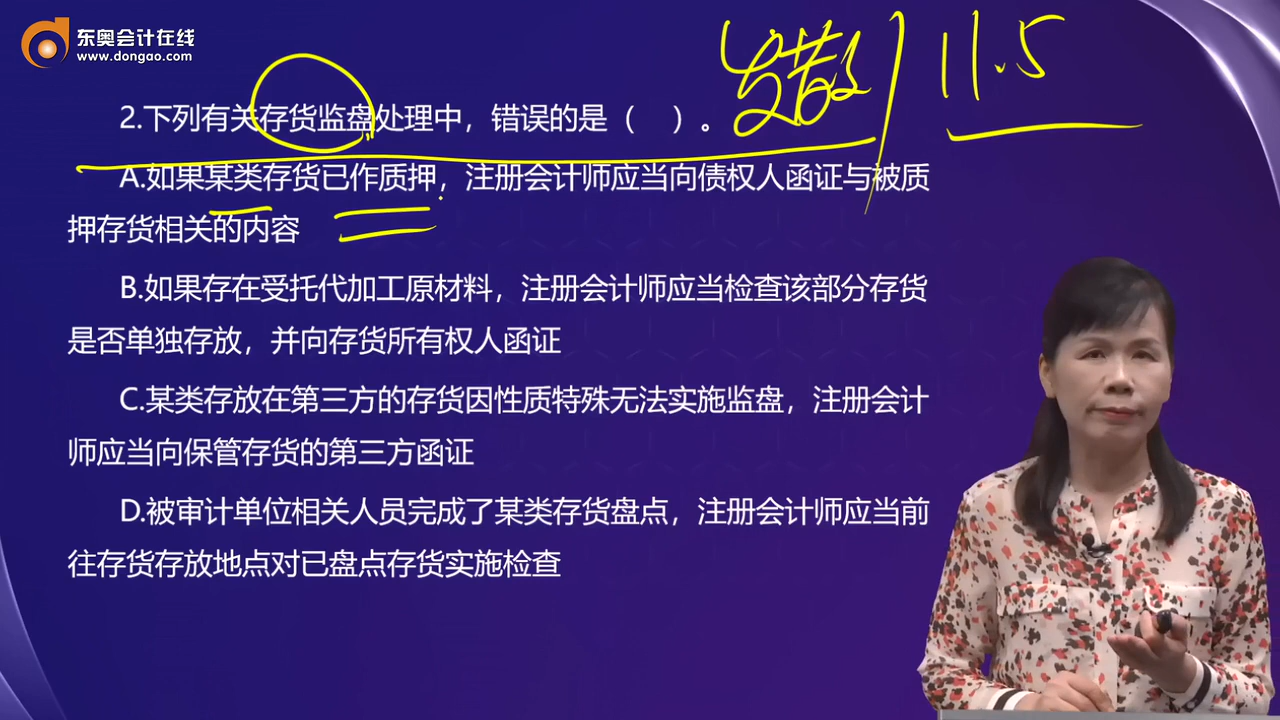 东奥会计在线
www.dongao.com
11.5
2.下列有关存货监盘处理中，错误的是（ ）。
A.如果某类存货已作质押，注册会计师应当向债权人函证与被质
押存货相关的内容
B.如果存在受托代加工原材料，注册会计师应当检查该部分存货
是否单独存放，并向存货所有权人函证
C.某类存放在第三方的存货因性质特殊无法实施监盘，注册会计
师应当向保管存货的第三方函证
D.被审计单位相关人员完成了某类存货盘点，注册会计师应当前
往存货存放地点对已盘点存货实施检查